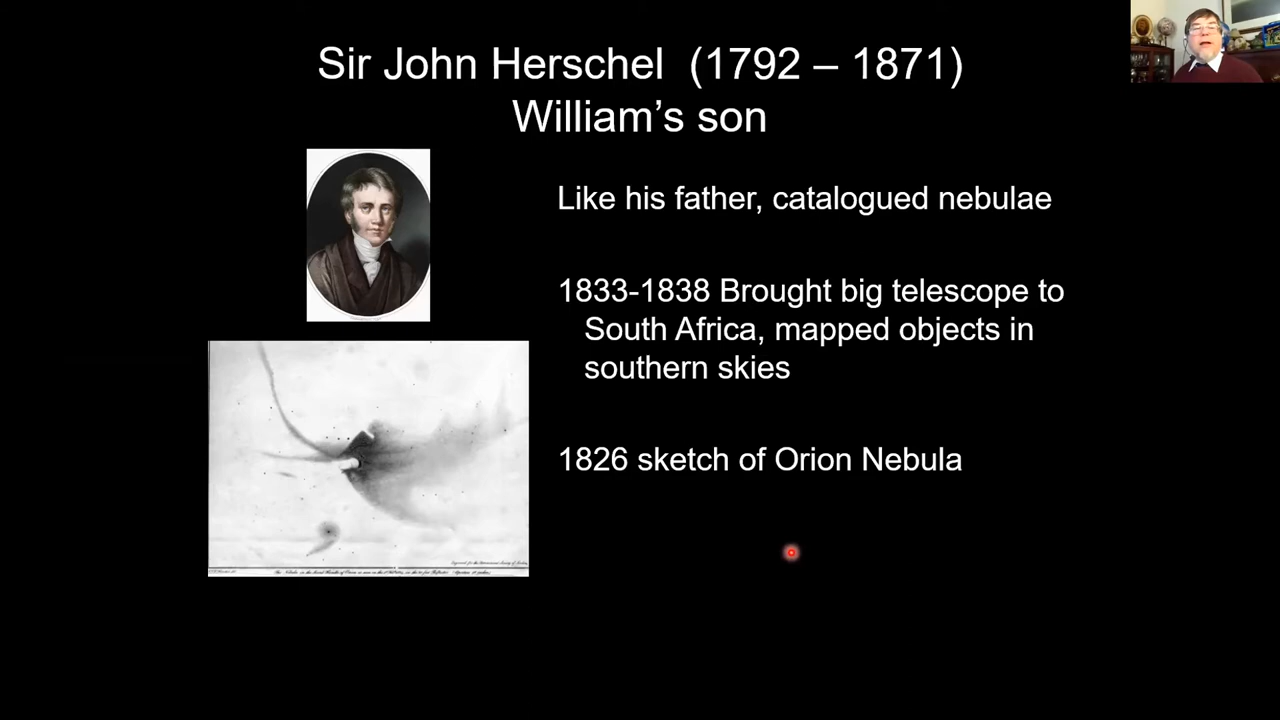 Sir John Herschel (1792 – 1871)
William's son
Like his father, catalogued nebulae
1833-1838 Brought big telescope to
South Africa, mapped objects in
southern skies
1826 sketch of Orion Nebula